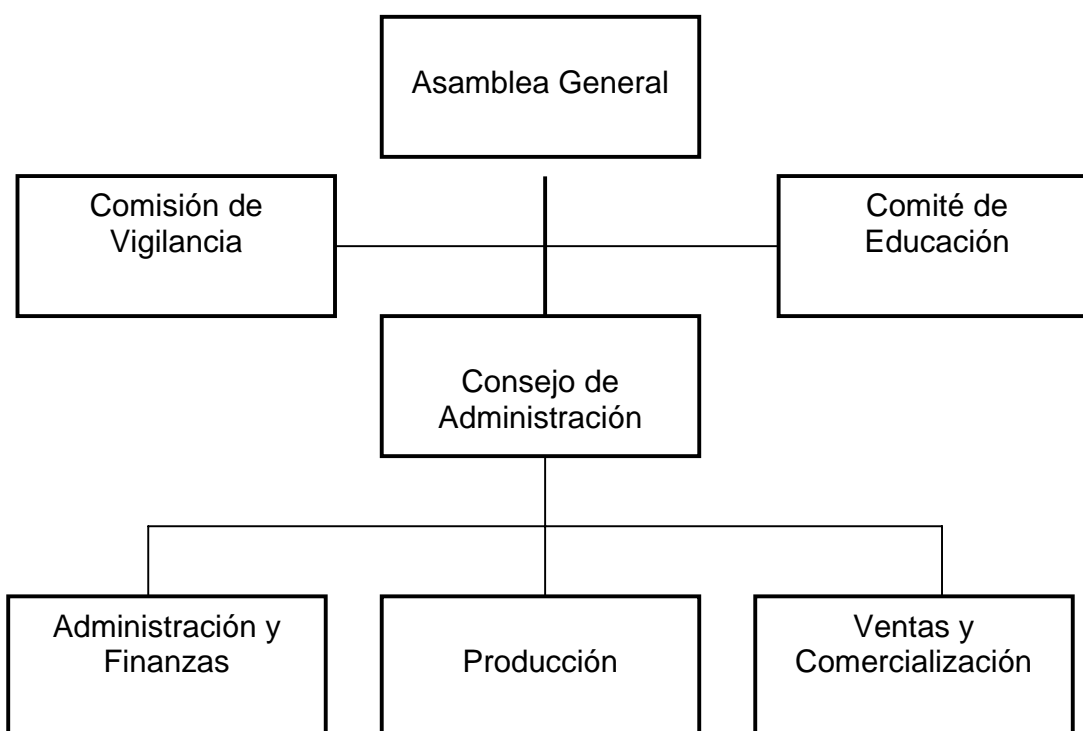 Asamblea General
Comisión de
Vigilancia
Comité de
Educación
Consejo de
Administración
Administración y
Finanzas
Producción
Ventas y
Comercialización